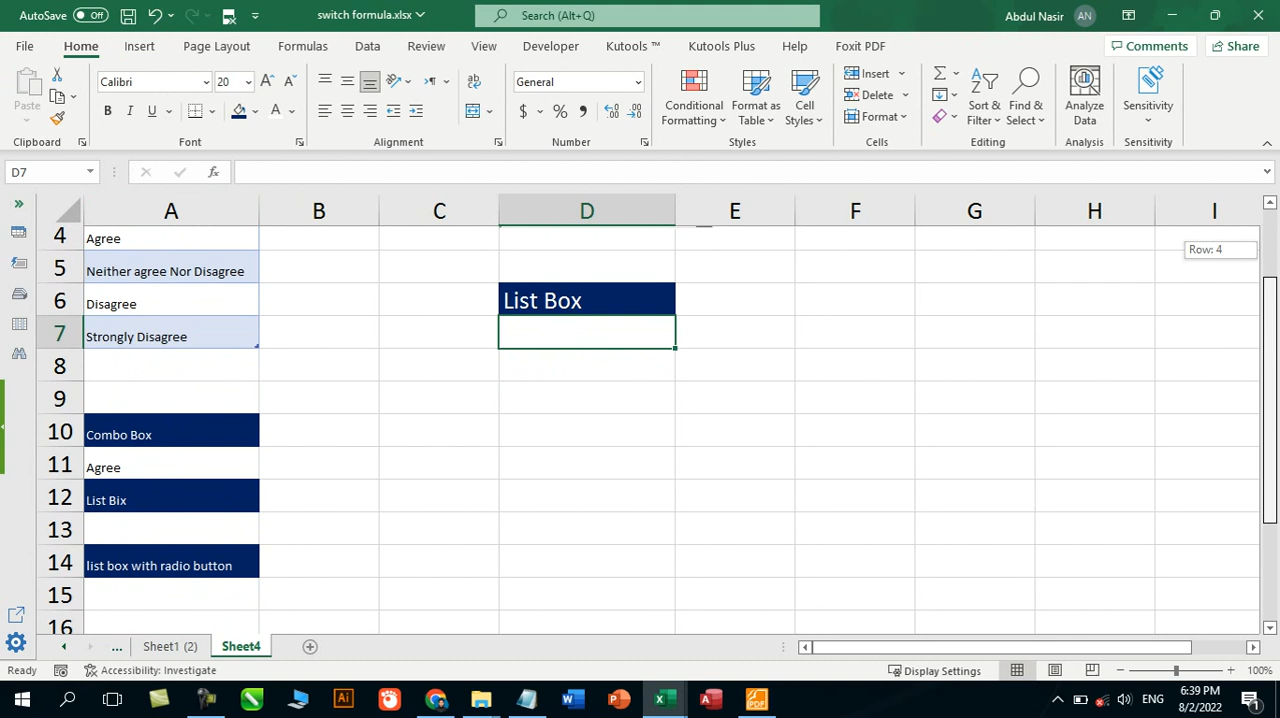 AutoSave Off switch formula.xlsx Search (Alt+Q) Abdul Nasir AN
File Home Insert Page Layout Formulas Data Review View Developer Kutools ™ Kutools Plus Help Foxit PDF Comments Share
Paste Calibri 20 B I U General Conditional Formatting Format as Table Cell Styles Insert Delete Format Sort & Filter Find & Select Analyze Data Sensitivity
Clipboard Font Alignment Number Styles Cells Editing Analysis Sensitivity
D7 fx
A B C D E F G H I
4 Agree
Row: 4
5 Neither agree Nor Disagree
6 Disagree List Box
7 Strongly Disagree
8
9
10 Combo Box
11 Agree
12 List Bix
13
14 list box with radio button
15
16
... Sheet1 (2) Sheet4
Ready Accessibility: Investigate Display Settings 100%
ENG 6:39 PM
8/2/2022 1